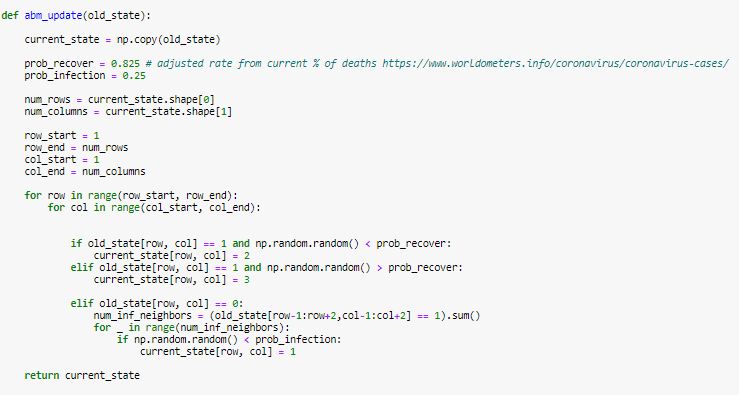 def abm_update(old_state):
current_state = np.copy(old_state)
prob_recover = 0.825 # adjusted rate from current % of deaths https://www.worldometers.info/coronavirus/coronavirus-cases/
prob_infection = 0.25
num_rows = current_state.shape[0]
num_columns = current_state.shape[1]
row_start = 1
row_end = num_rows
col_start = 1
col_end = num_columns
for row in range(row_start, row_end):
for col in range(col_start, col_end):
if old_state[row, col] == 1 and np.random.random() < prob_recover:
current_state[row, col] = 2
elif old_state[row, col] == 1 and np.random.random() > prob_recover:
current_state[row, col] = 3
elif old_state[row, col] == 0:
num_inf_neighbors = (old_state[row-1:row+2,col-1:col+2] == 1).sum()
for _ in range(num_inf_neighbors):
if np.random.random() < prob_infection:
current_state[row, col] = 1
return current_state